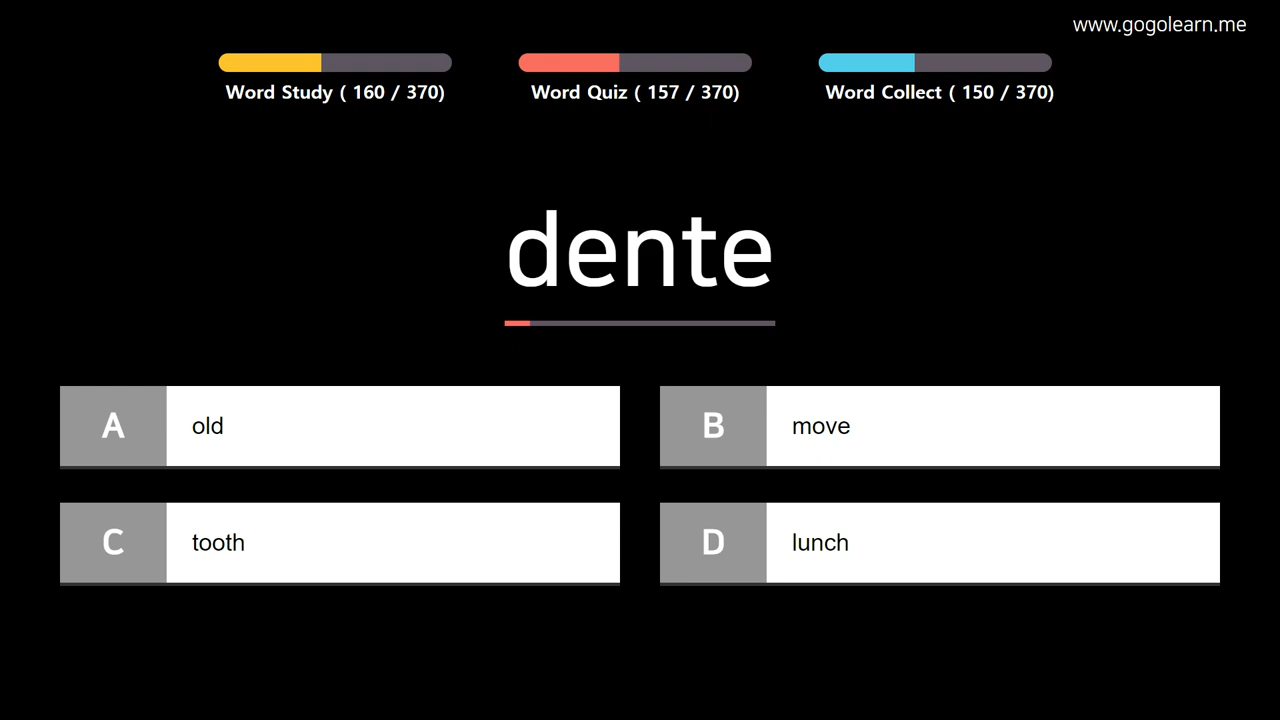 www.gogolearn.me
Word Study ( 160 / 370)
Word Quiz ( 157 / 370)
Word Collect ( 150 / 370)
dente
A old
B move
C tooth
D lunch